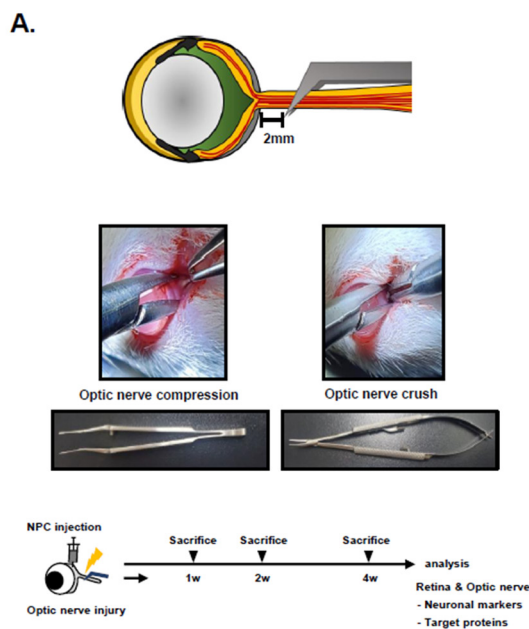 A.
2mm
Optic nerve compression
Optic nerve crush
NPC injection
Sacrifice
Sacrifice
Sacrifice
analysis
1w
2w
4w
Optic nerve injury
Retina & Optic nerve
- Neuronal markers
- Target proteins